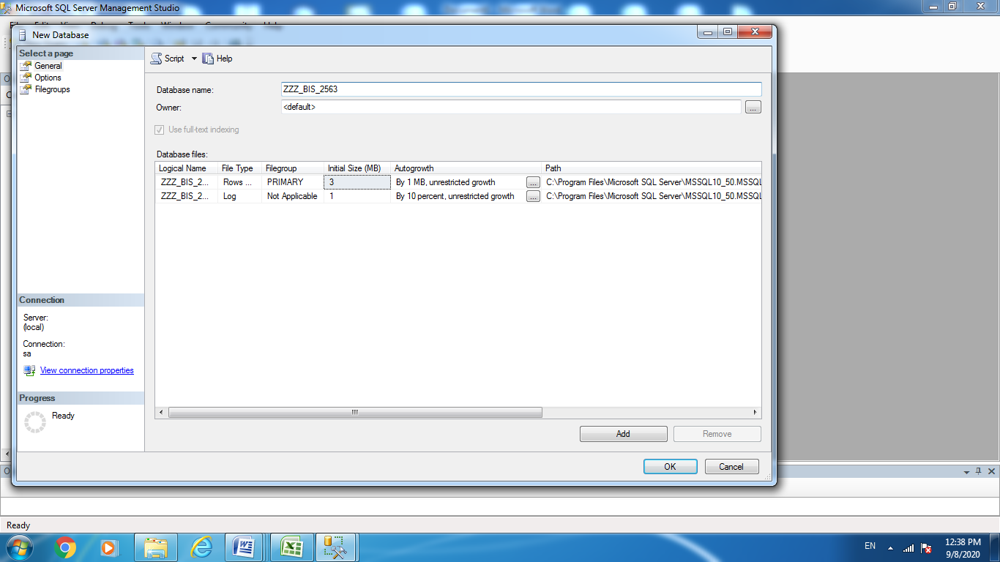 Microsoft SQL Server Management Studio
New Database
Select a page
General
Options
Filegroups
Script
Help
Database name:
ZZZ_BIS_2563
Owner:
<default>
...
Use full-text indexing
Database files:
Logical Name File Type Filegroup Initial Size (MB) Autogrowth Path
ZZZ_BIS_2... Rows ... PRIMARY 3 By 1 MB, unrestricted growth ... C:\Program Files\Microsoft SQL Server\MSSQL10_50.MSSQL
ZZZ_BIS_2... Log Not Applicable 1 By 10 percent, unrestricted growth ... C:\Program Files\Microsoft SQL Server\MSSQL10_50.MSSQL
Connection
Server:
(local)
Connection:
sa
View connection properties
Progress
Ready
Add
Remove
OK
Cancel
Ready
EN
12:38 PM
9/8/2020